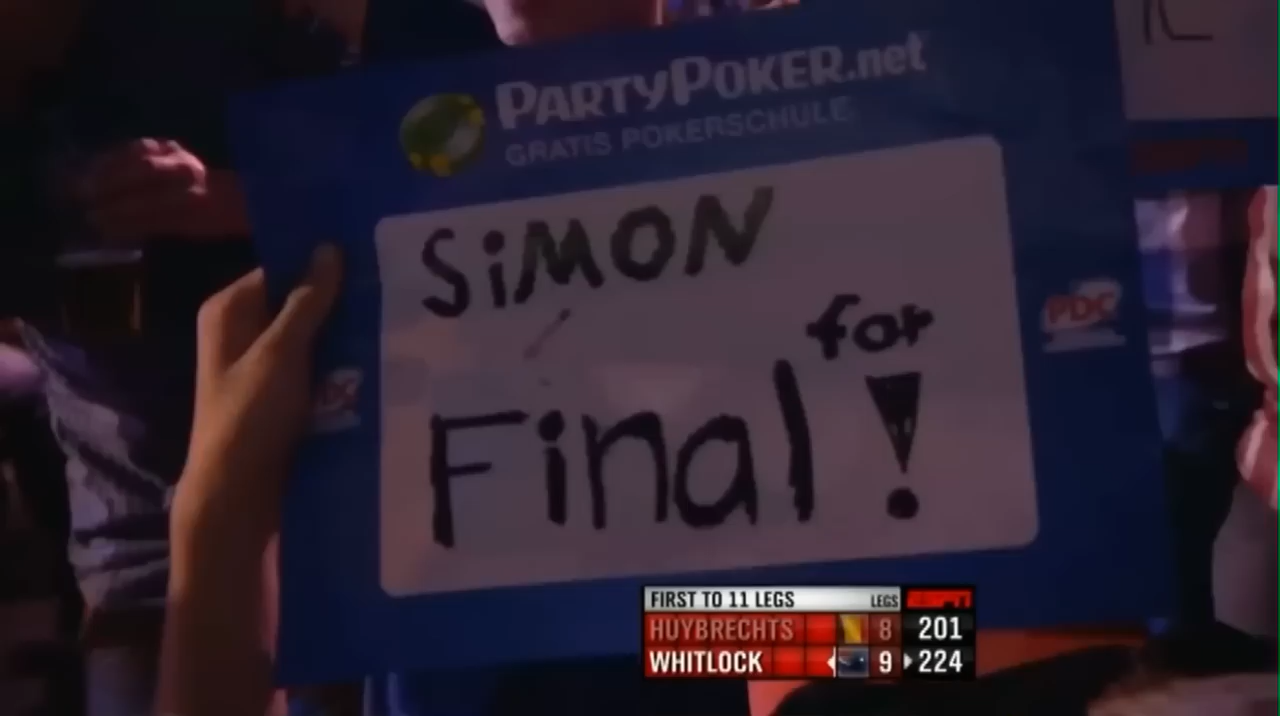 PARTYPOKER.net
GRATIS POKERSCHULE
SiMON
for
Final!
PDC
FIRST TO 11 LEGS LEGS
HUYBRECHTS 8 201
WHITLOCK 9 224